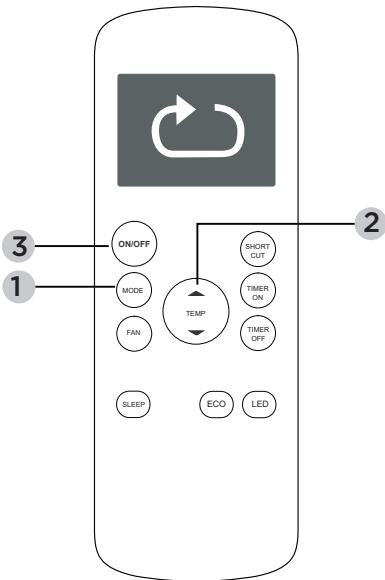 2
3
ON/OFF
SHORT
CUT
1
MODE
TEMP
TIMER
ON
FAN
TIMER
OFF
SLEEP
ECO
LED